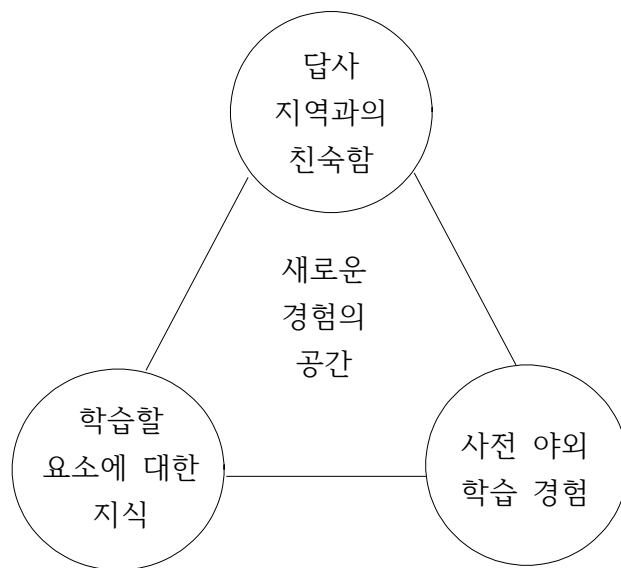 답사
지역과의
친숙함
새로운
경험의
공간
학습할
요소에 대한
지식
사전 야외
학습 경험